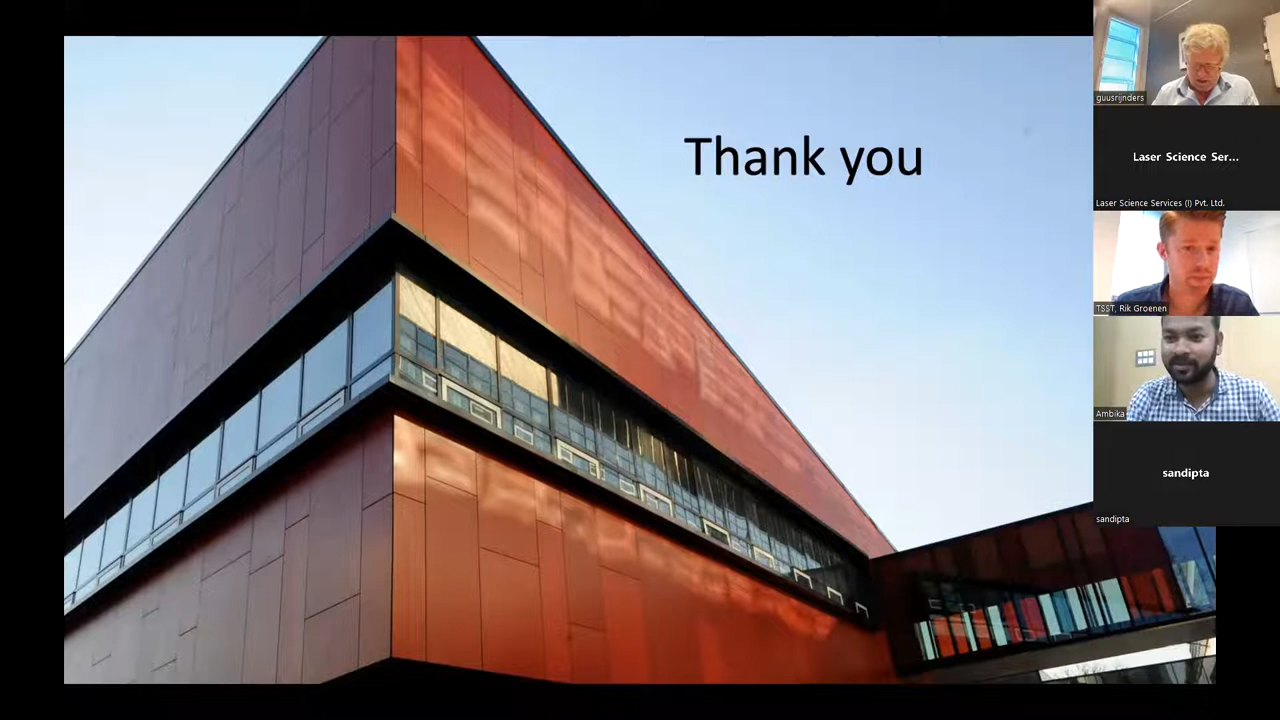 Thank you
guusrijnders
Laser Science Ser...
Laser Science Services (I) Pvt. Ltd.
TSST, Rik Groenen
Ambika
sandipta
sandipta